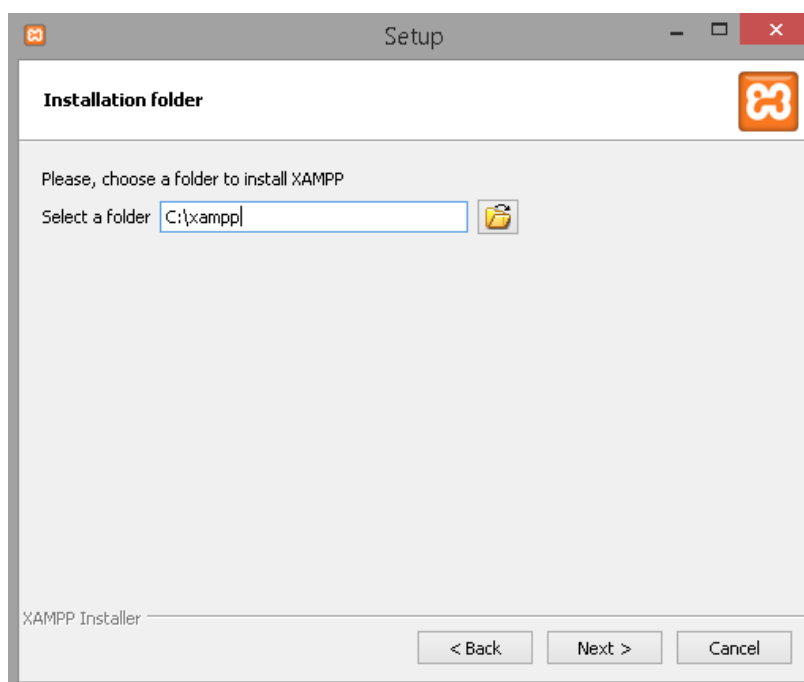 Setup
Installation folder
Please, choose a folder to install XAMPP
Select a folder C:\xampp
XAMPP Installer
< Back Next > Cancel